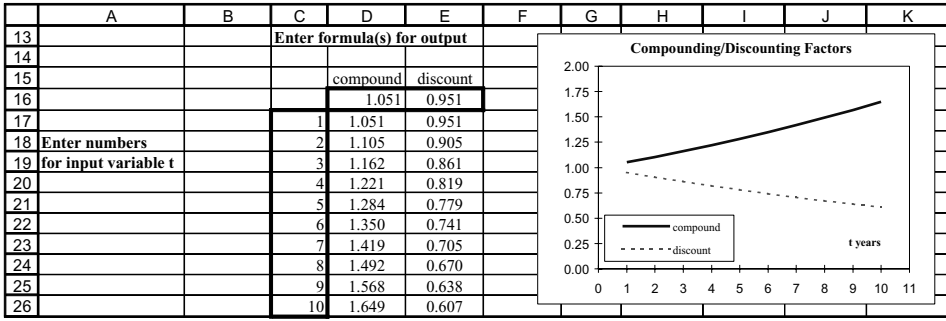 A B C D E F G H I J K
13 Enter formula(s) for output
14
15 compound discount
16 1.051 0.951
17 1 1.051 0.951
18 Enter numbers 2 1.105 0.905
19 for input variable t 3 1.162 0.861
20 4 1.221 0.819
21 5 1.284 0.779
22 6 1.350 0.741
23 7 1.419 0.705
24 8 1.492 0.670
25 9 1.568 0.638
26 10 1.649 0.607
Compounding/Discounting Factors
2.00
1.75
1.50
1.25
1.00
0.75
0.50
0.25
0.00
compound
discount
t years
0 1 2 3 4 5 6 7 8 9 10 11